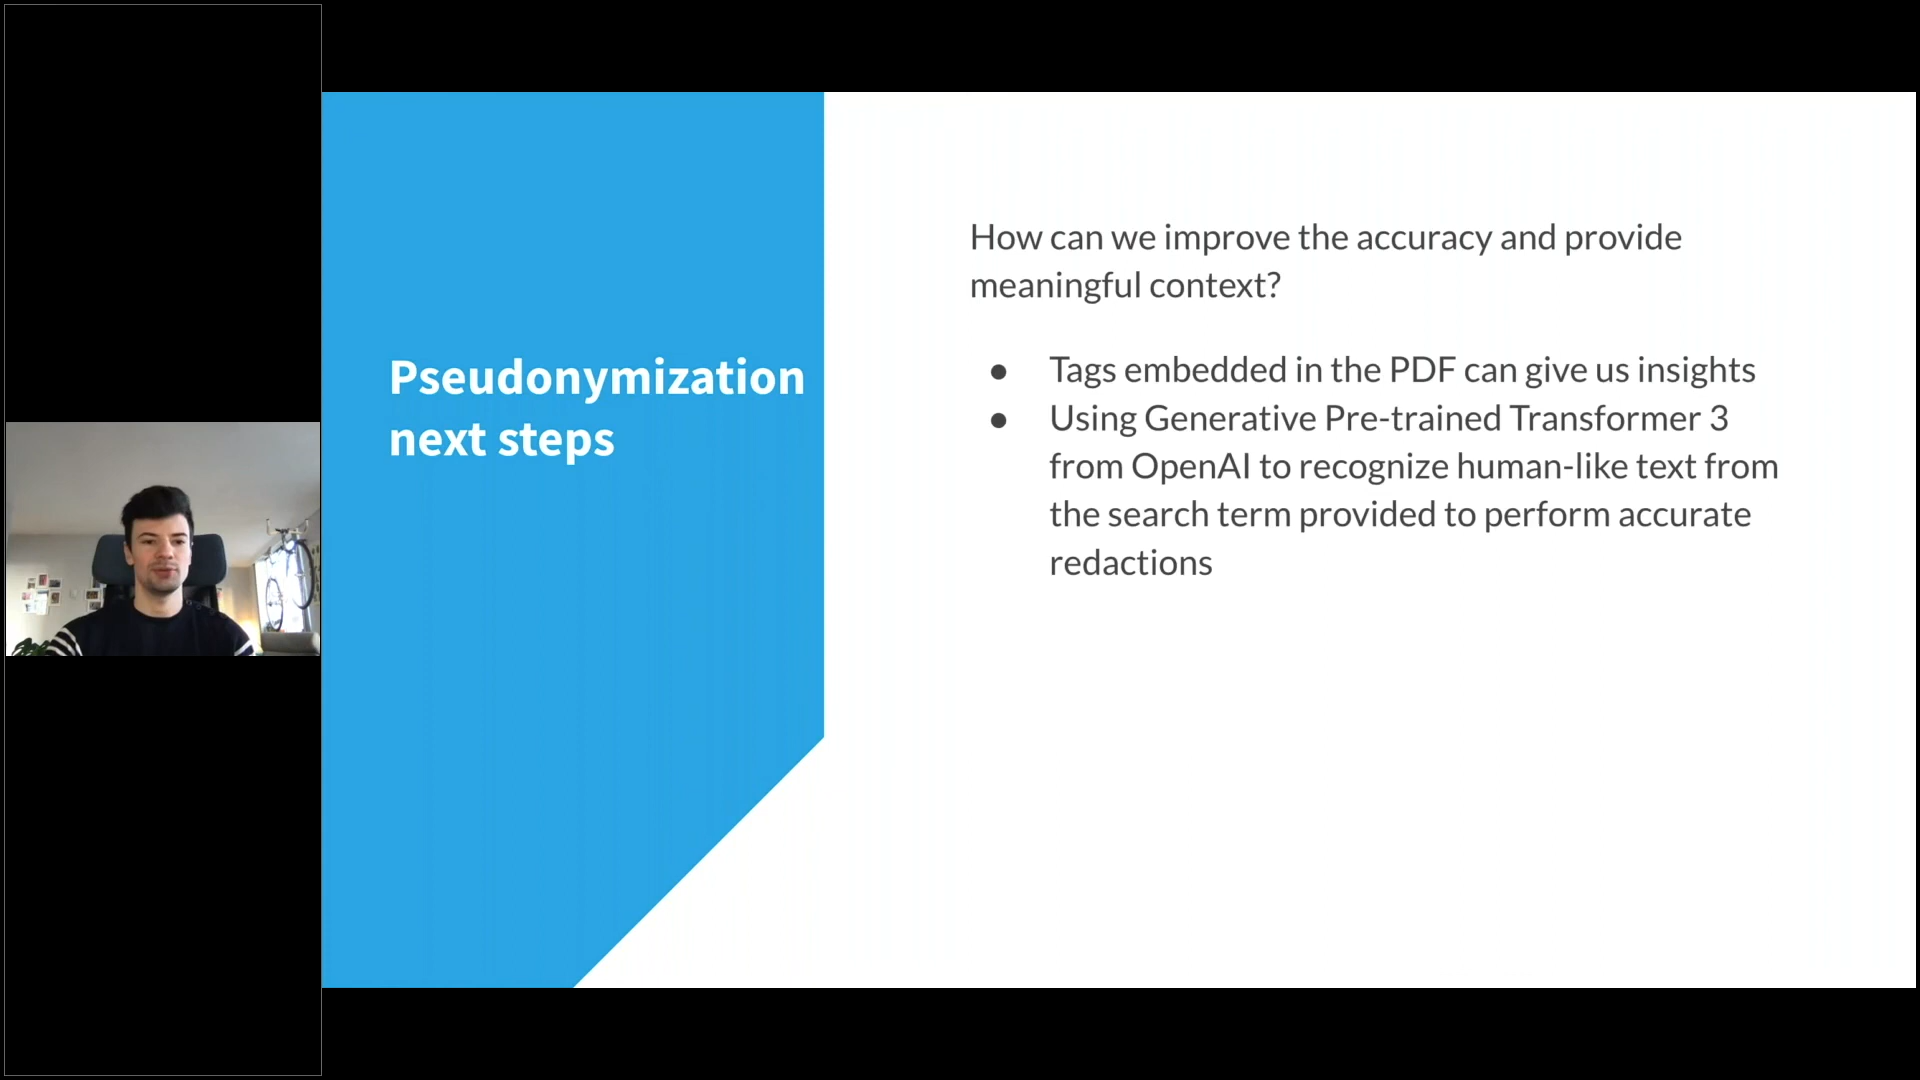 Pseudonymization
next steps
How can we improve the accuracy and provide
meaningful context?
● Tags embedded in the PDF can give us insights
● Using Generative Pre-trained Transformer 3
from OpenAI to recognize human-like text from
the search term provided to perform accurate
redactions